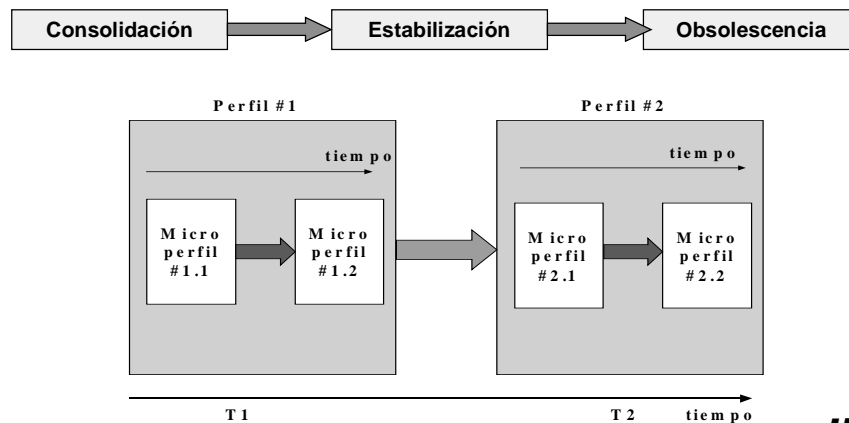 Consolidación
Estabilización
Obsolescencia
Perfil #1
Perfil #2
tiempo
tiempo
Micro
perfil
#1.1
Micro
perfil
#1.2
Micro
perfil
#2.1
Micro
perfil
#2.2
T1
T2
tiempo